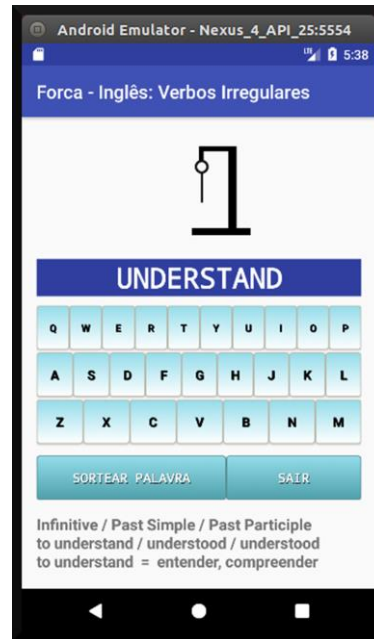 Android Emulator - Nexus_4_API_25:5554
LTE 5:38
Forca - Inglês: Verbos Irregulares
UNDERSTAND
Q W E R T Y U I O P
A S D F G H J K L
Z X C V B N M
SORTEAR PALAVRA SAIR
Infinitive / Past Simple / Past Participle
to understand / understood / understood
to understand = entender, compreender